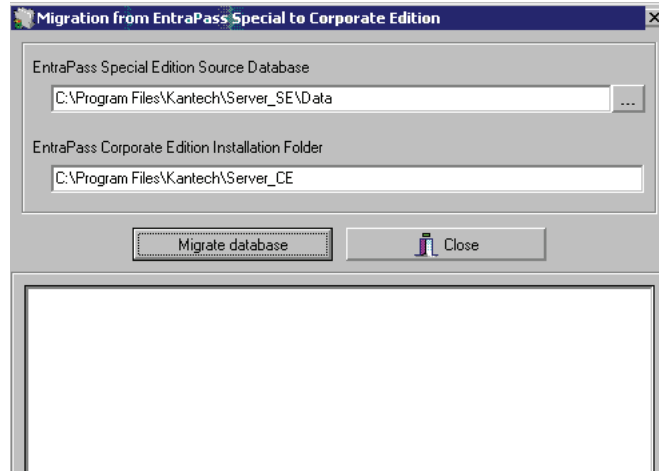 Migration from EntraPass Special to Corporate Edition
EntraPass Special Edition Source Database
C:\Program Files\Kantech\Server_SE\Data
...
EntraPass Corporate Edition Installation Folder
C:\Program Files\Kantech\Server_CE
Migrate database
Close